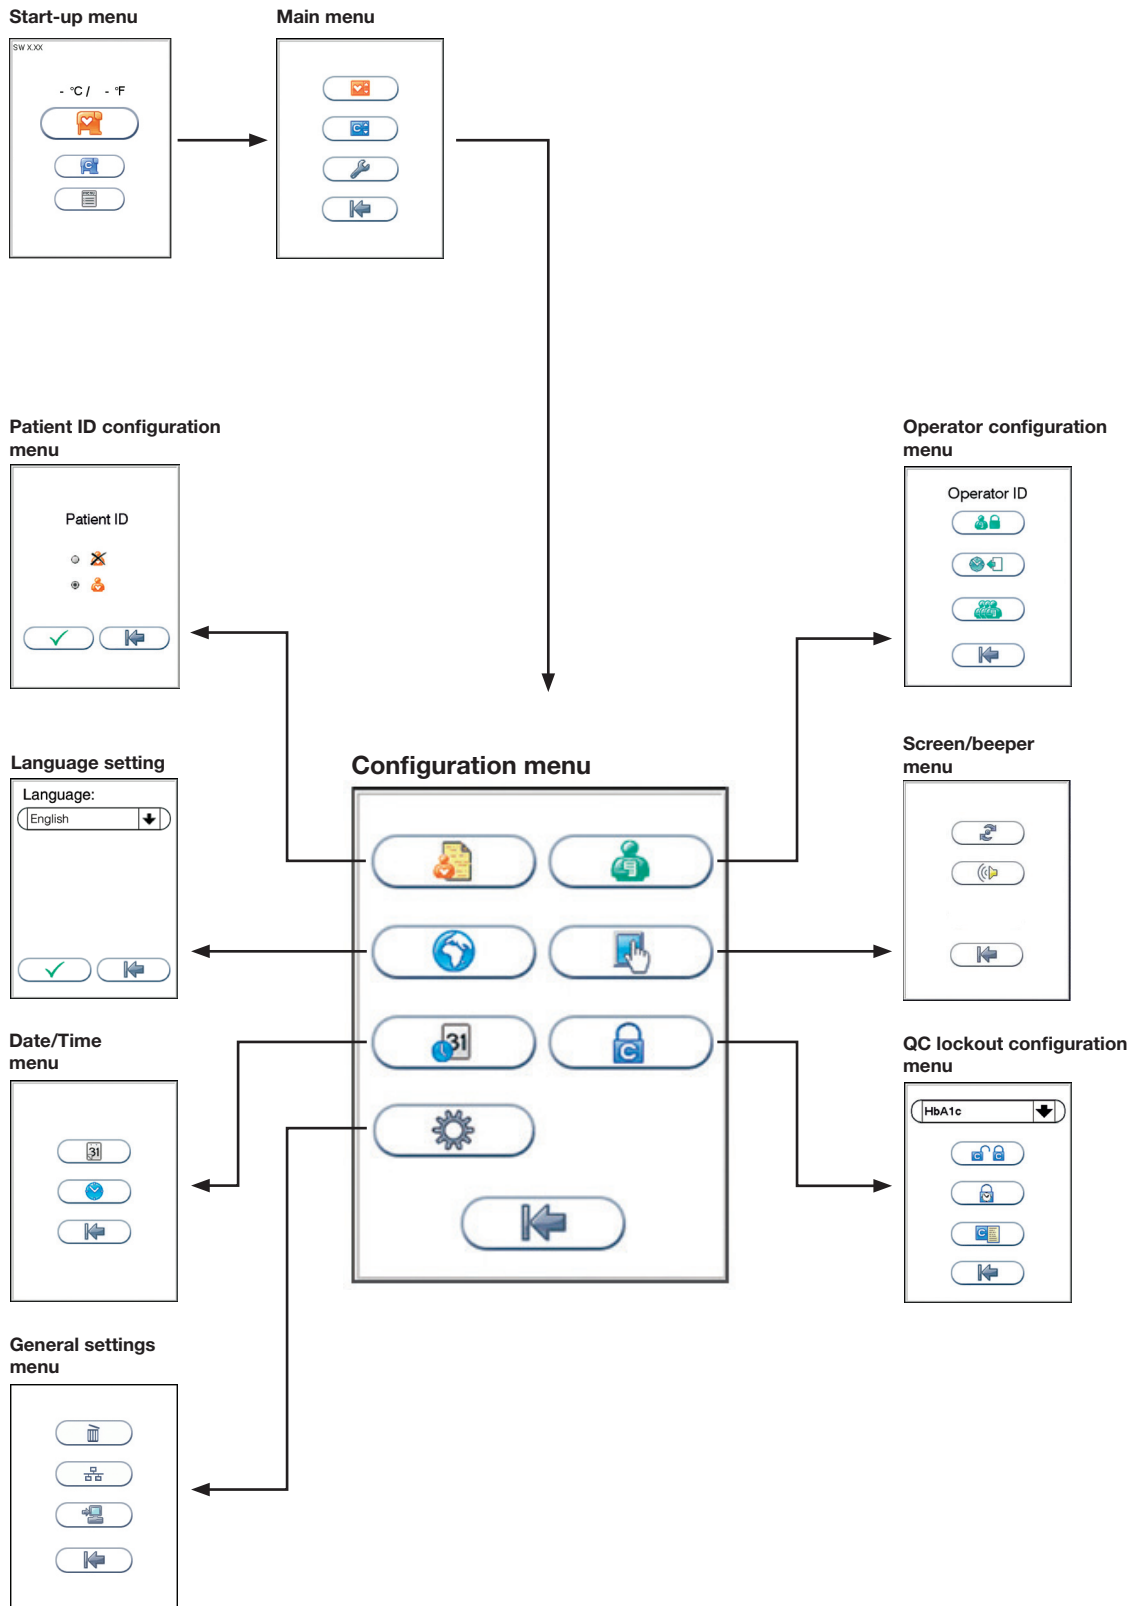 Start-up menu
Main menu
SW X.XX
- °C / - °F
MENU
C
C
Patient ID configuration
menu
Patient ID
Operator configuration
menu
Operator ID
Language setting
Language:
English
Configuration menu
31
C
Screen/beeper
menu
Date/Time
menu
31
QC lockout configuration
menu
HbA1c
C C
C
General settings
menu